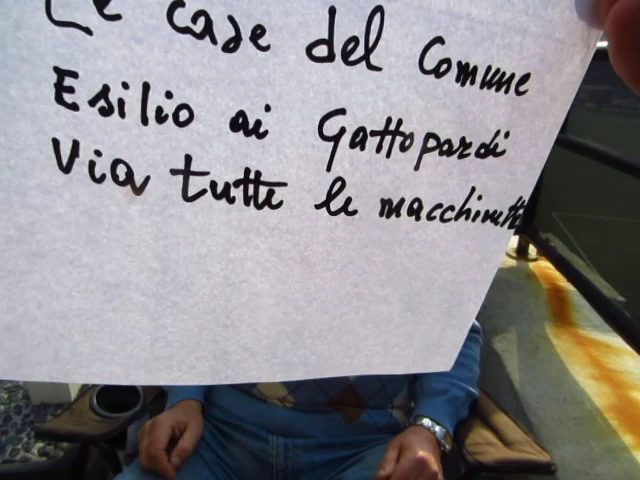 Le case del Comune
Esilio ai Gattopardi
Via tutte le macchinette